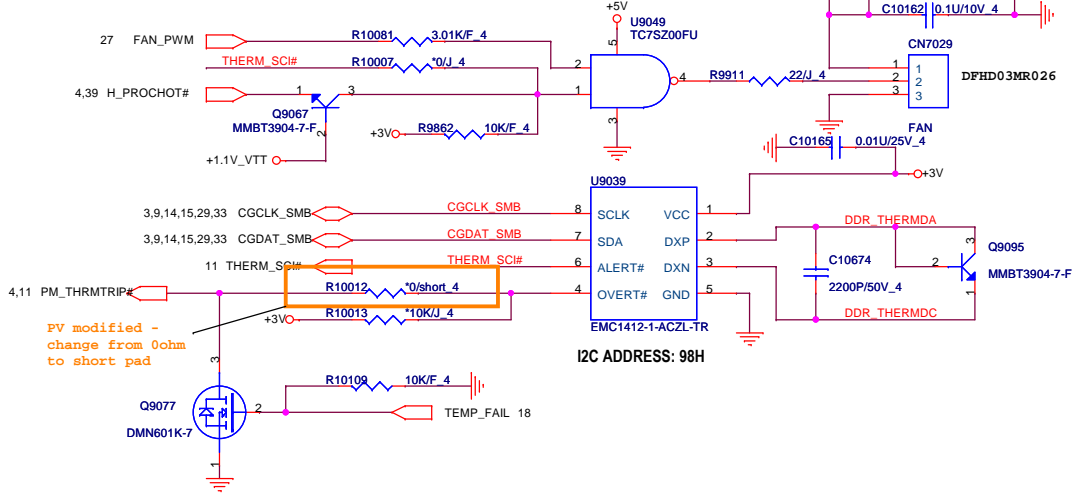 +5V
C10162 0.1U/10V_4
U9049
TC7SZ00FU
CN7029
27 FAN_PWM R10081 3.01K/F_4 5
THERM_SCI# R10007 *0/J_4 2 4 R9911 22/J_4 1 1 DFHD03MR026
2 2
4,39 H_PROCHOT# 1 3 1 3 3
Q9067
MMBT3904-7-F 2 3 FAN
+3V R9862 10K/F_4
C10165 0.01U/25V_4
+1.1V_VTT
+3V
U9039
3,9,14,15,29,33 CGCLK_SMB CGCLK_SMB 8 SCLK VCC 1
3,9,14,15,29,33 CGDAT_SMB CGDAT_SMB 7 SDA DXP 2 DDR_THERMDA
3 Q9095
11 THERM_SCI# THERM_SCI# 6 ALERT# DXN 3 C10674 2
MMBT3904-7-F
4,11 PM_THRMTRIP# R10012 *0/short_4 4 OVERT# GND 5 2200P/50V_4 1
+3V R10013 *10K/J_4 DDR_THERMDC
EMC1412-1-ACZL-TR
PV modified -
change from 0ohm
to short pad
I2C ADDRESS: 98H
3
R10109 10K/F_4
Q9077
2 TEMP_FAIL 18
DMN601K-7
1